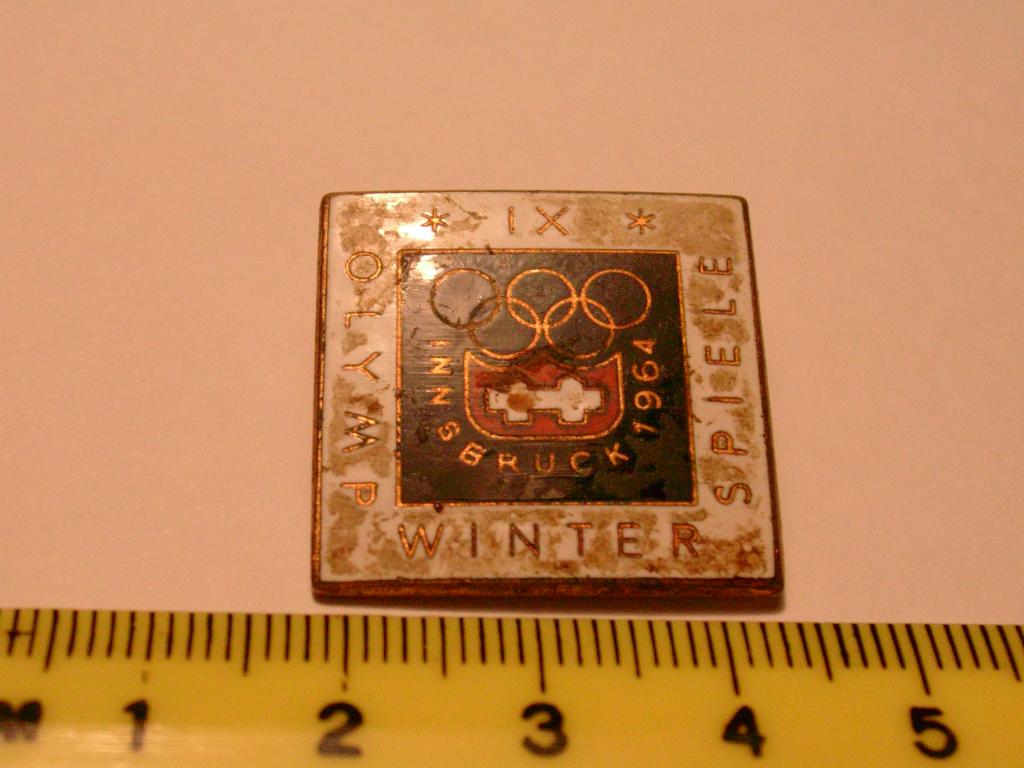 * IX *
OLYMP
WINTER
SPIELE
INNSBRUCK 1964
1 2 3 4 5